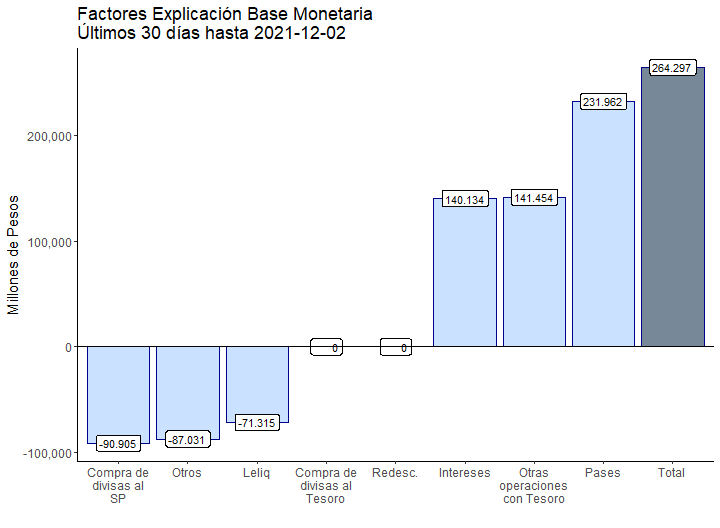 Factores Explicación Base Monetaria
Últimos 30 días hasta 2021-12-02
Millones de Pesos
200,000
100,000
0
-100,000
-90.905
-87.031
-71.315
0
0
140.134
141.454
231.962
264.297
Compra de
divisas al
SP
Otros
Leliq
Compra de
divisas al
Tesoro
Redesc.
Intereses
Otras
operaciones
con Tesoro
Pases
Total